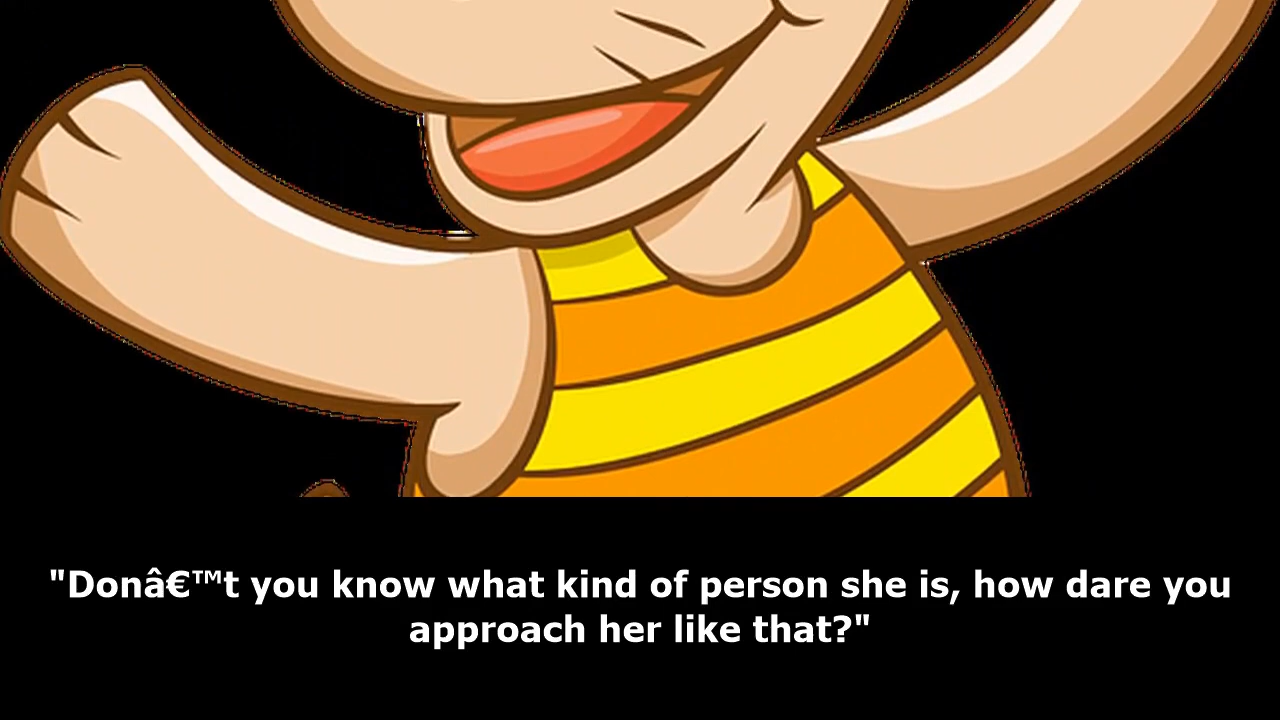 "Donâ€™t you know what kind of person she is, how dare you
approach her like that?"